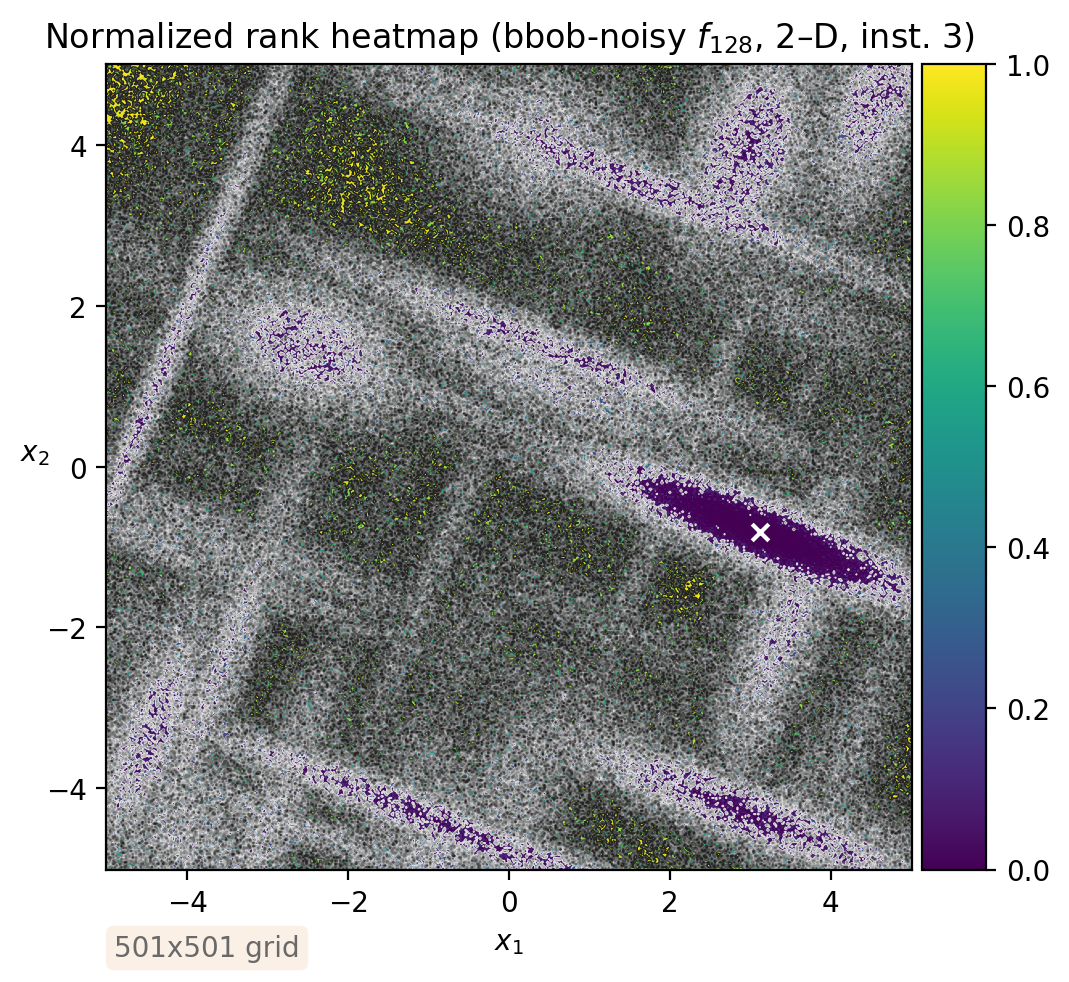 Normalized rank heatmap (bbob-noisy f128, 2–D, inst. 3)
1.0
0.8
0.6
0.4
0.2
0.0
4
2
0
−2
−4
x2
−4 −2 0 2 4
x1
501x501 grid